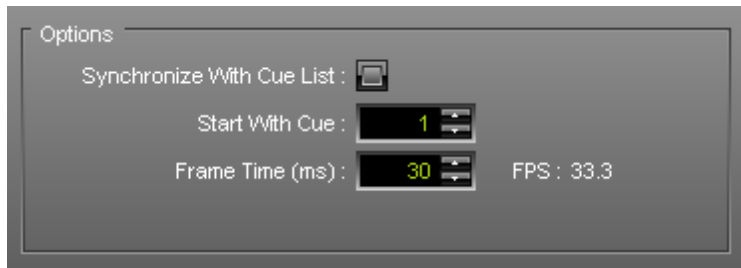 Options
Synchronize With Cue List :
Start With Cue : 1
Frame Time (ms) : 30 FPS : 33.3